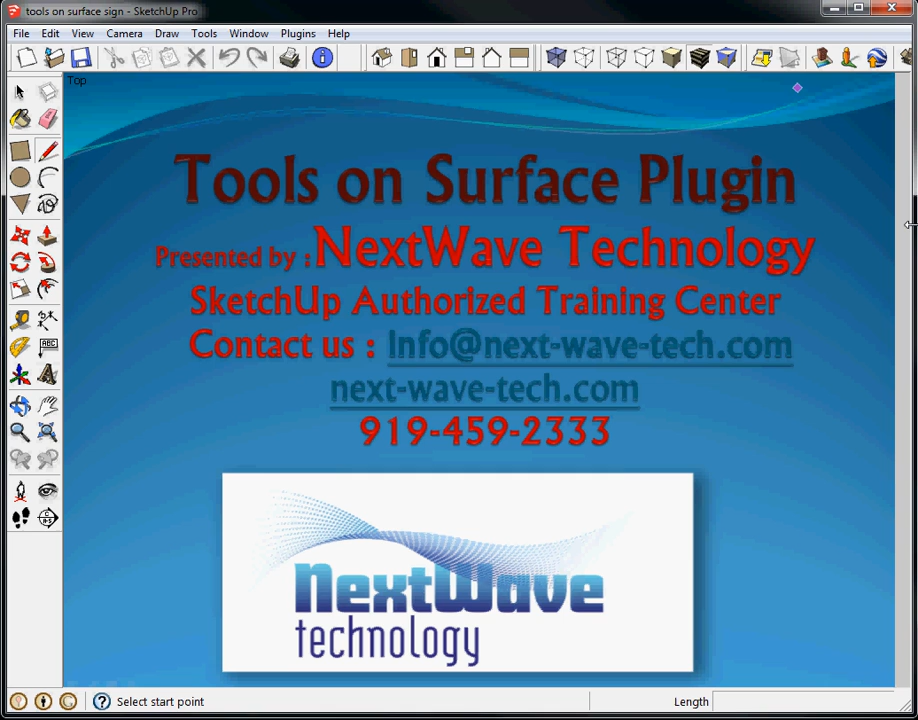 tools on surface sign - SketchUp Pro
File Edit View Camera Draw Tools Window Plugins Help
Top
Tools on Surface Plugin
Presented by : NextWave Technology
SketchUp Authorized Training Center
Contact us : Info@next-wave-tech.com
next-wave-tech.com
919-459-2333
ABC
NextWave
technology
Select start point Length